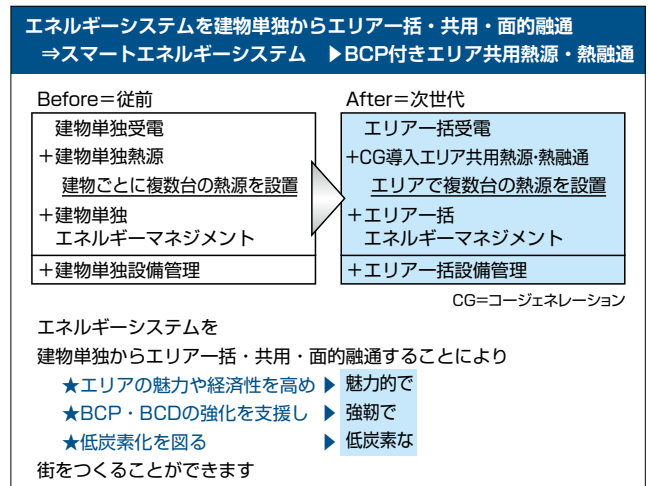 エネルギーシステムを建物単独からエリア一括・共用・面的融通
⇒スマートエネルギーシステム ▶BCP付きエリア共用熱源・熱融通
Before=従前
建物単独受電
+建物単独熱源
建物ごとに複数台の熱源を設置
+建物単独
エネルギーマネジメント
+建物単独設備管理
After=次世代
エリア一括受電
+CG導入エリア共用熱源・熱融通
エリアで複数台の熱源を設置
+エリア一括
エネルギーマネジメント
+エリア一括設備管理
CG=コージェネレーション
エネルギーシステムを
建物単独からエリア一括・共用・面的融通することにより
★エリアの魅力や経済性を高め ▶ 魅力的で
★BCP・BCDの強化を支援し ▶ 強靭で
★低炭素化を図る ▶ 低炭素な
街をつくることができます